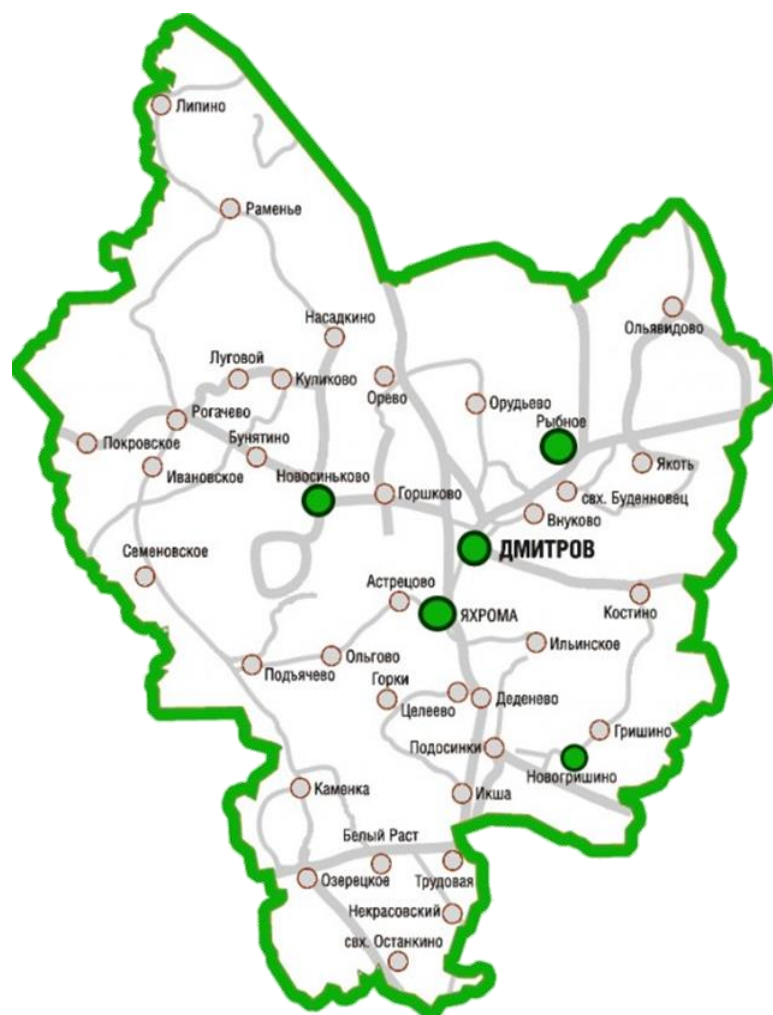 Липино
Раменье
Насадкино
Ольявидово
Луговой
Куликово
Орево
Орудьево
Рогачево
Рыбное
Покровское
Бунятино
Ивановское
Якоть
Новосиньково
Горшково
свх. Буденновец
Внуково
ДМИТРОВ
Семеновское
Астрецово
Костино
ЯХРОМА
Ильинское
Ольгово
Подъячево
Горки
Целеево
Деденево
Гришино
Подосинки
Новогришино
Каменка
Икша
Белый Раст
Озерецкое
Трудовая
Некрасовский
свх. Останкино